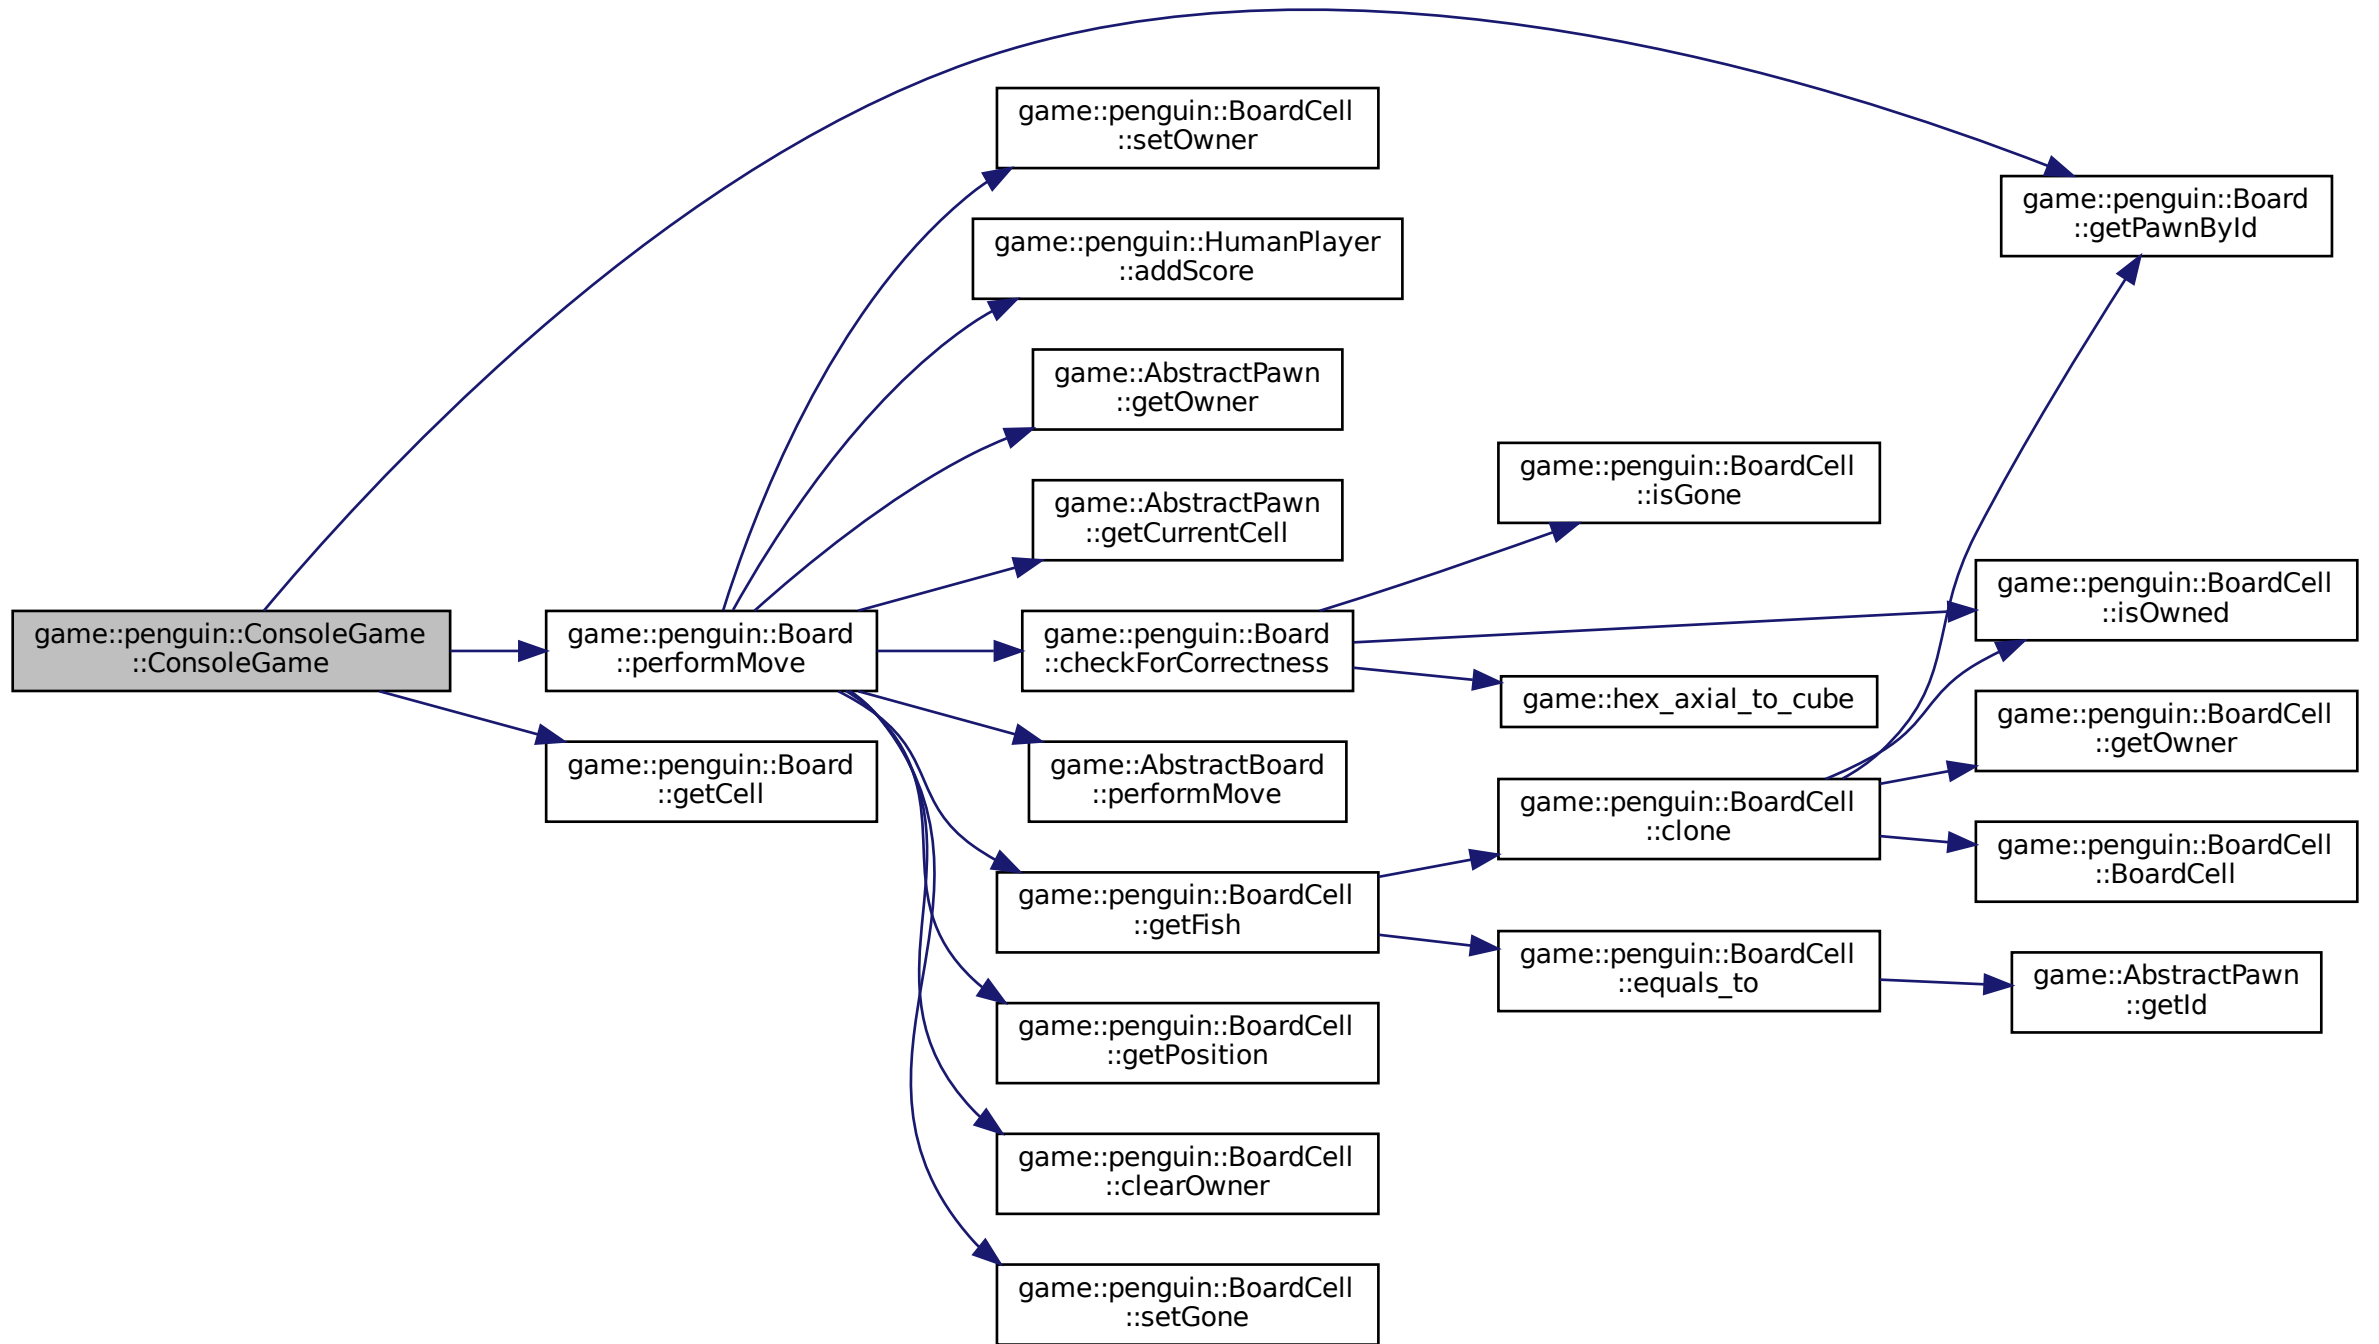 game::penguin::ConsoleGame
::ConsoleGame
game::penguin::Board
::performMove
game::penguin::Board
::getCell
game::penguin::BoardCell
::setOwner
game::penguin::HumanPlayer
::addScore
game::AbstractPawn
::getOwner
game::AbstractPawn
::getCurrentCell
game::penguin::Board
::checkForCorrectness
game::AbstractBoard
::performMove
game::penguin::BoardCell
::getFish
game::penguin::BoardCell
::getPosition
game::penguin::BoardCell
::clearOwner
game::penguin::BoardCell
::setGone
game::penguin::BoardCell
::isGone
game::hex_axial_to_cube
game::penguin::BoardCell
::clone
game::penguin::BoardCell
::equals_to
game::penguin::Board
::getPawnById
game::penguin::BoardCell
::isOwned
game::penguin::BoardCell
::getOwner
game::penguin::BoardCell
::BoardCell
game::AbstractPawn
::getId